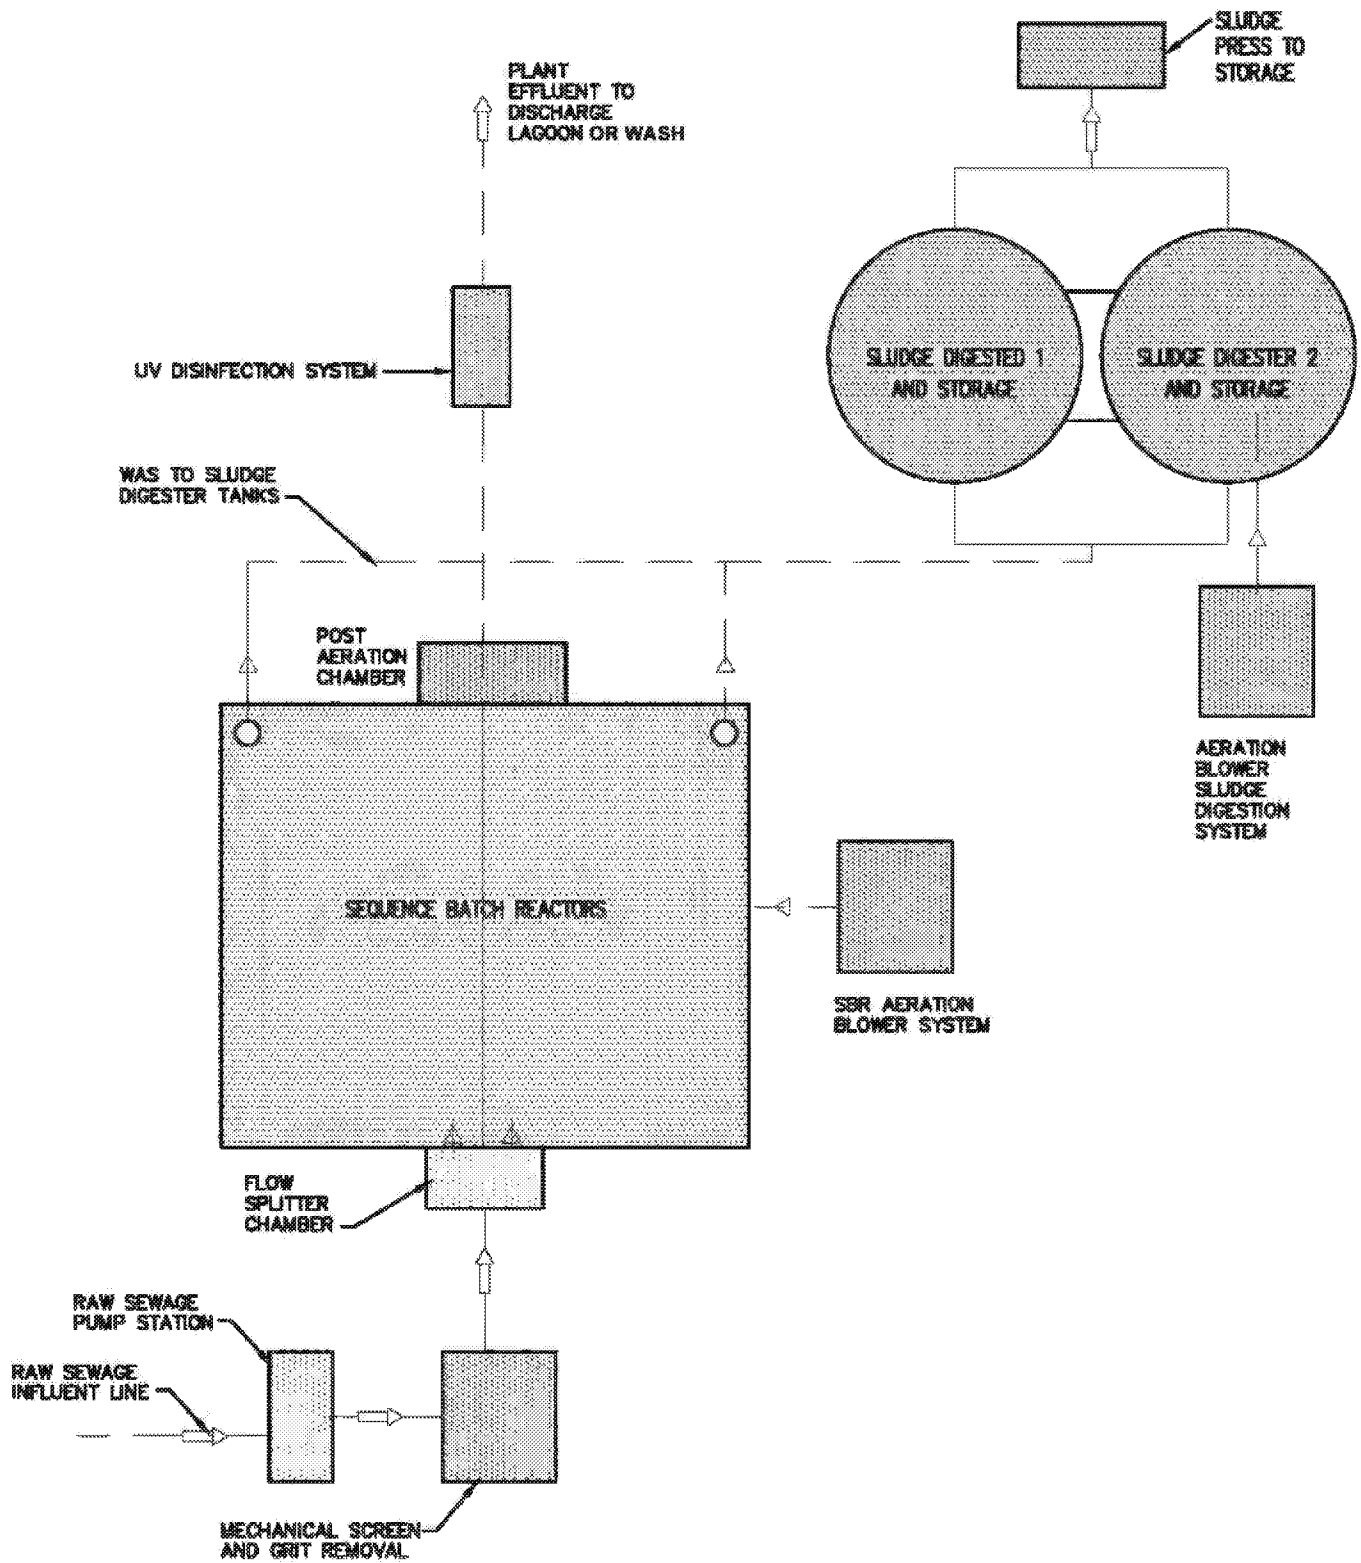 SLUDGE
PRESS TO
STORAGE
PLANT
EFFLUENT TO
DISCHARGE
LAGOON OR WASH
UV DISINFECTION SYSTEM
SLUDGE DIGESTED 1
AND STORAGE
SLUDGE DIGESTER 2
AND STORAGE
WAS TO SLUDGE
DIGESTER TANKS
POST
AERATION
CHAMBER
AERATION
BLOWER
SLUDGE
DIGESTION
SYSTEM
SEQUENCE BATCH REACTORS
SBR AERATION
BLOWER SYSTEM
FLOW
SPLITTER
CHAMBER
RAW SEWAGE
PUMP STATION
RAW SEWAGE
INFLUENT LINE
MECHANICAL SCREEN
AND GRIT REMOVAL